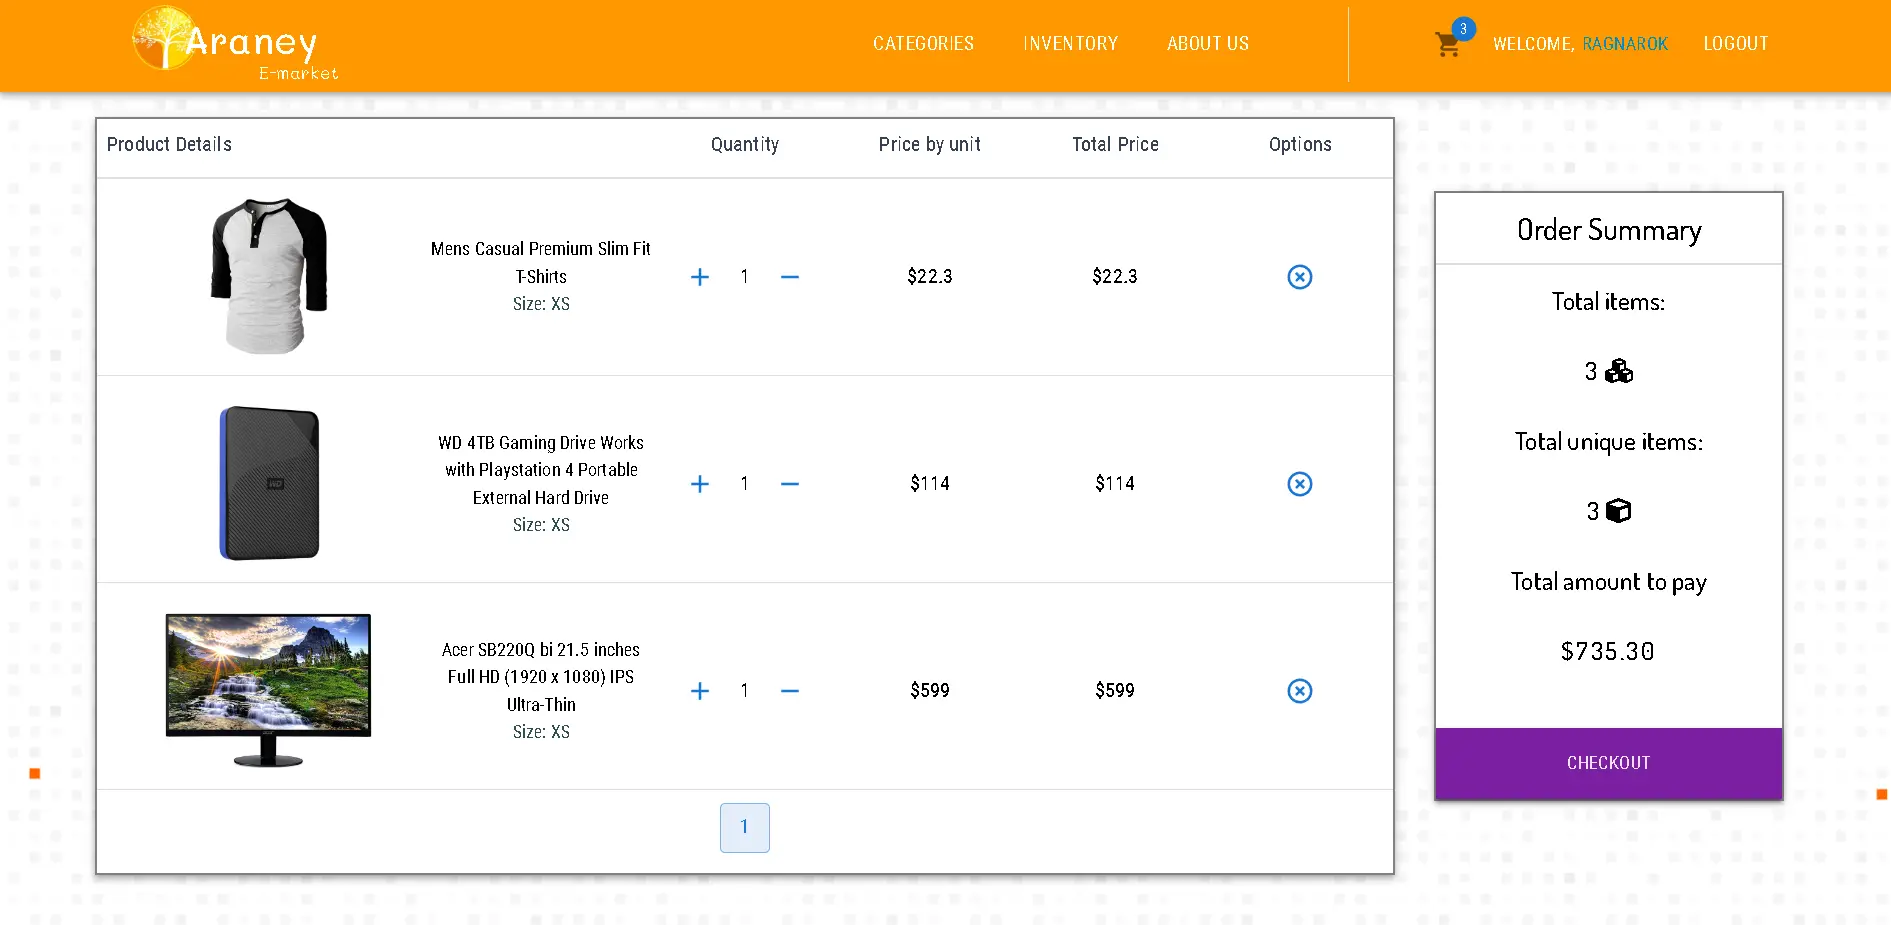 Araney
E-market
CATEGORIES INVENTORY ABOUT US
3
WELCOME, RAGNAROK LOGOUT
Product Details Quantity Price by unit Total Price Options
Mens Casual Premium Slim Fit
T-Shirts
Size: XS
1 $22.3 $22.3
WD 4TB Gaming Drive Works
with Playstation 4 Portable
External Hard Drive
Size: XS
1 $114 $114
WD
Acer SB220Q bi 21.5 inches
Full HD (1920 x 1080) IPS
Ultra-Thin
Size: XS
1 $599 $599
1
Order Summary
Total items:
3
Total unique items:
3
Total amount to pay
$735.30
CHECKOUT